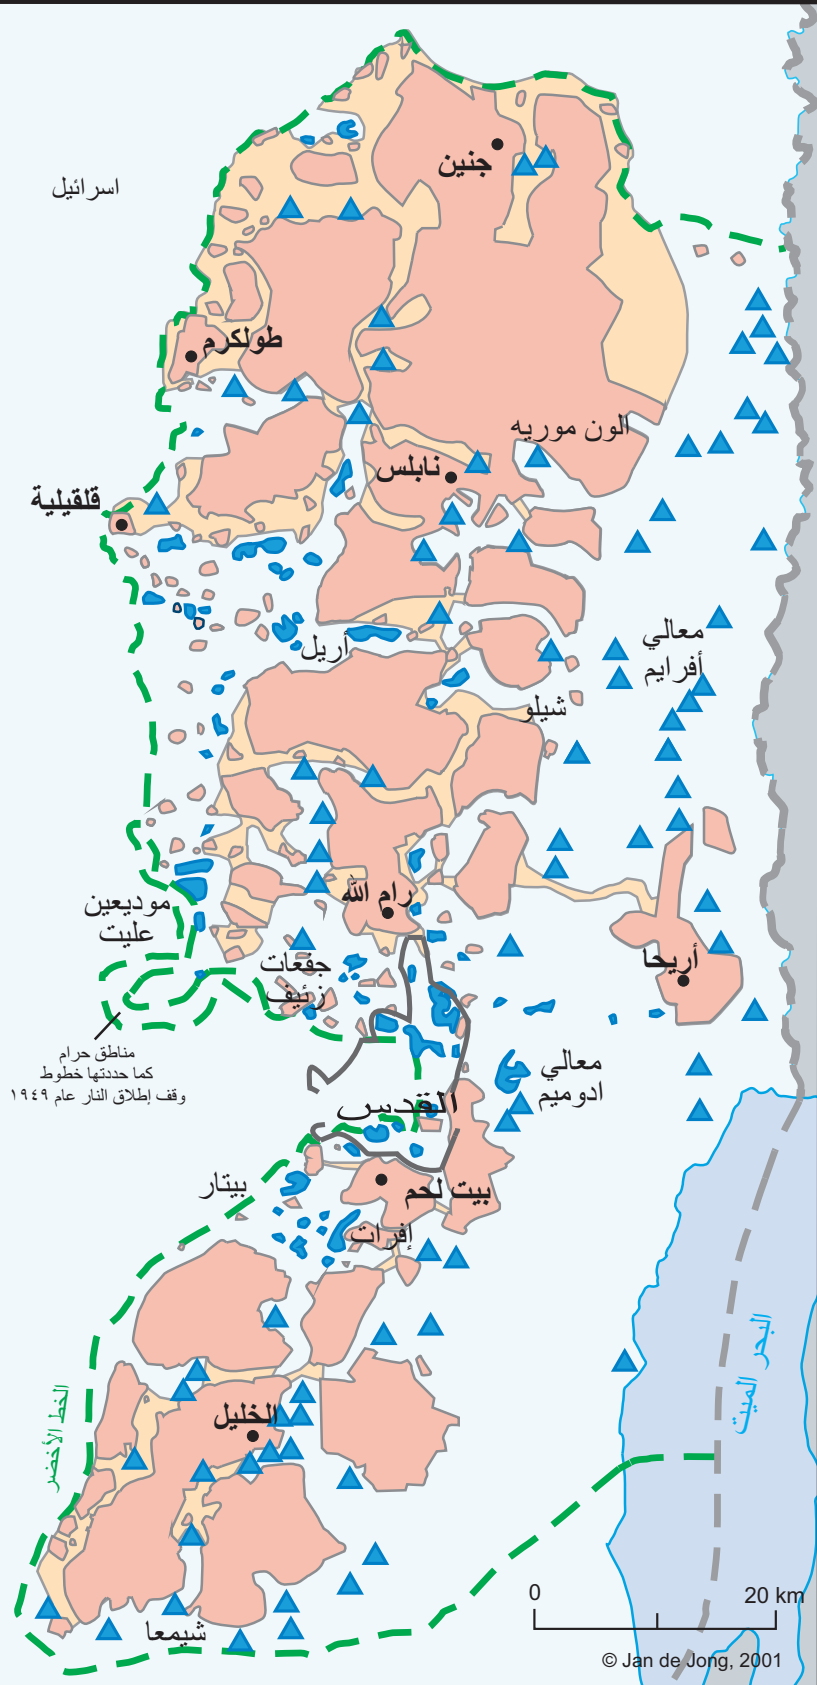 جنين
اسرائيل
طولكرم
الون موريه
نابلس
قلقيلية
معالي
أفرايم
أريل
شيلو
رام الله
موديعين
عليت
جفعات
زئيف
أريحا
مناطق حرام
كما حددتها خطوط
وقف إطلاق النار عام ١٩٤٩
معالي
ادوميم
القدس
بيتار
بيت لحم
إفرات
البحر الميت
الخط الأخضر
الخليل
شيمعا
0 20 km
© Jan de Jong, 2001